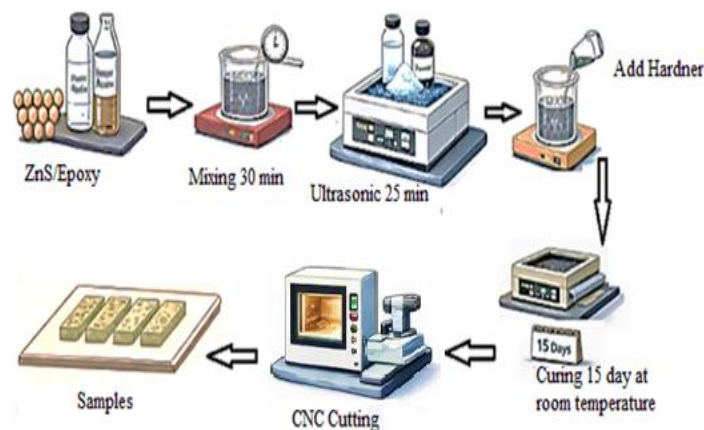 ZnS/Epoxy
Mixing 30 min
Ultrasonic 25 min
Add Hardner
15 Days
Curing 15 day at
room temperature
CNC Cutting
Samples